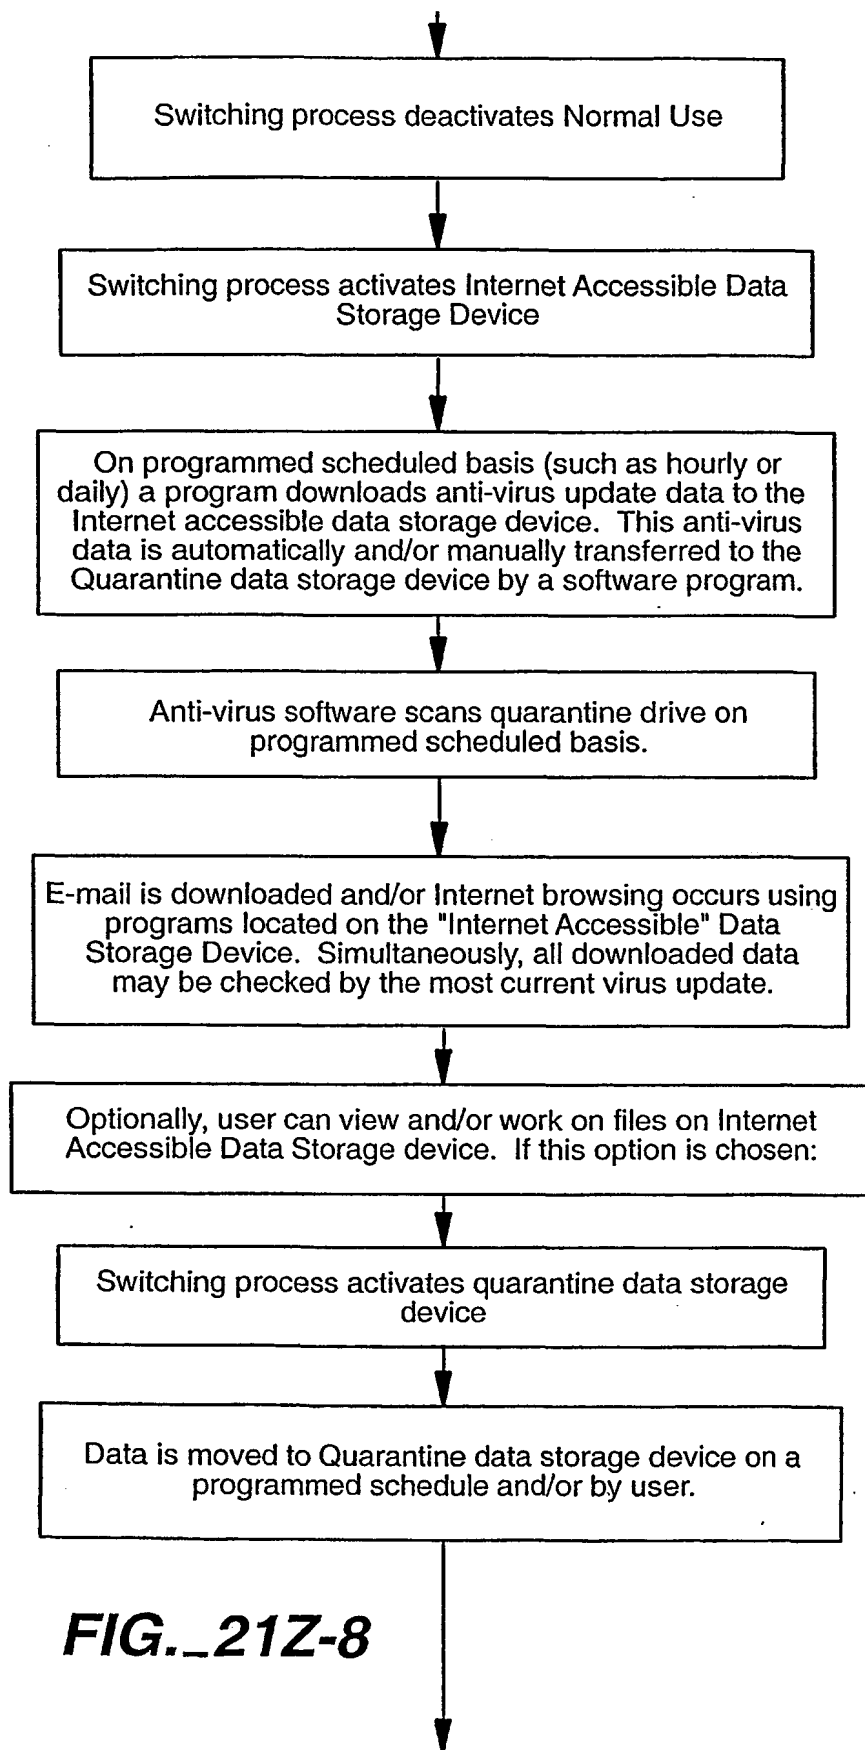 Switching process deactivates Normal Use
Switching process activates Internet Accessible Data
Storage Device
On programmed scheduled basis (such as hourly or
daily) a program downloads anti-virus update data to the
Internet accessible data storage device. This anti-virus
data is automatically and/or manually transferred to the
Quarantine data storage device by a software program.
Anti-virus software scans quarantine drive on
programmed scheduled basis.
E-mail is downloaded and/or Internet browsing occurs using
programs located on the "Internet Accessible" Data
Storage Device. Simultaneously, all downloaded data
may be checked by the most current virus update.
Optionally, user can view and/or work on files on Internet
Accessible Data Storage device. If this option is chosen:
Switching process activates quarantine data storage
device
Data is moved to Quarantine data storage device on a
programmed schedule and/or by user.
FIG._21Z-8